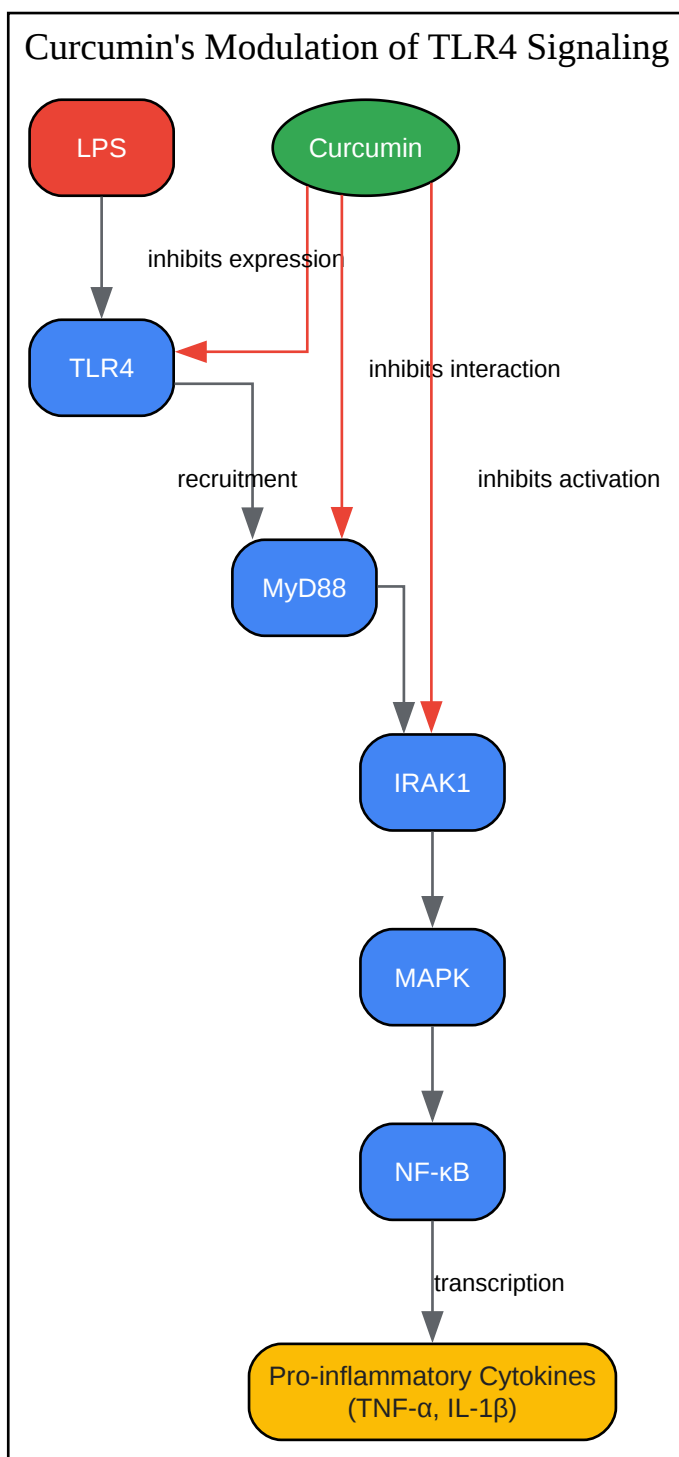 Curcumin's Modulation of TLR4 Signaling
LPS
Curcumin
inhibits expression
TLR4
inhibits interaction
recruitment
inhibits activation
MyD88
IRAK1
MAPK
NF-κB
transcription
Pro-inflammatory Cytokines
(TNF-α, IL-1β)